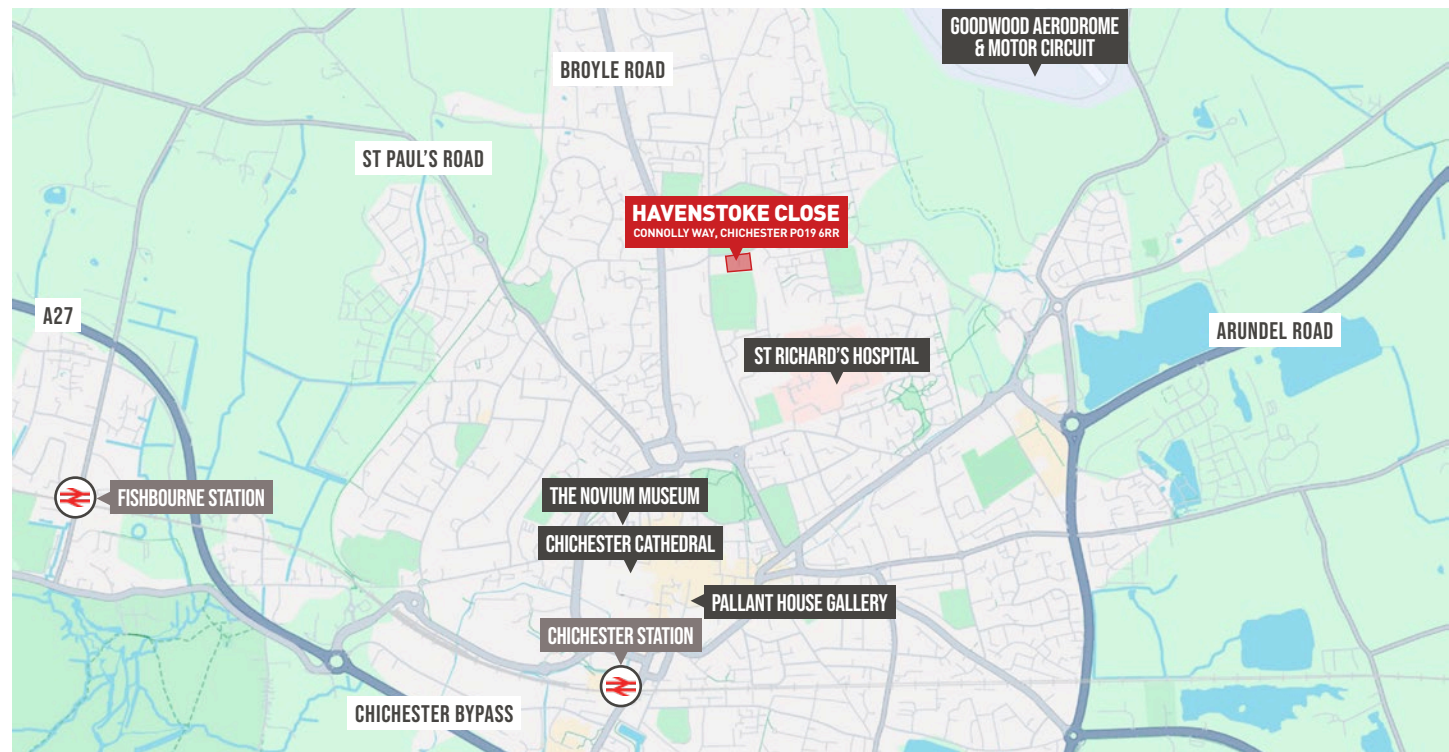 GOODWOOD AERODROME
& MOTOR CIRCUIT
BROYLE ROAD
ST PAUL'S ROAD
HAVENSTOKE CLOSE
CONNOLLY WAY, CHICHESTER PO19 6RR
A27
ARUNDEL ROAD
ST RICHARD'S HOSPITAL
FISHBOURNE STATION
THE NOVIUM MUSEUM
CHICHESTER CATHEDRAL
PALLANT HOUSE GALLERY
CHICHESTER STATION
CHICHESTER BYPASS